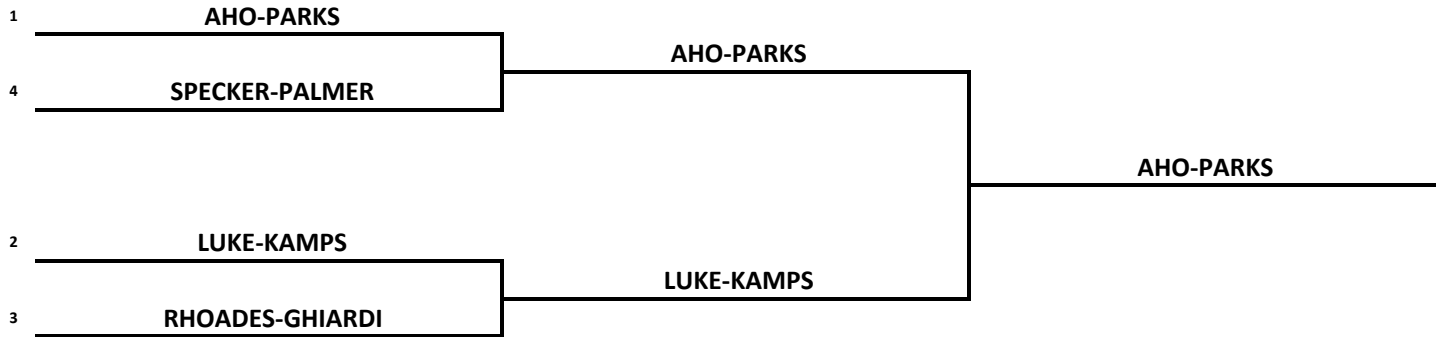 1 AHO-PARKS
AHO-PARKS
4 SPECKER-PALMER
AHO-PARKS
2 LUKE-KAMPS
LUKE-KAMPS
3 RHOADES-GHIARDI